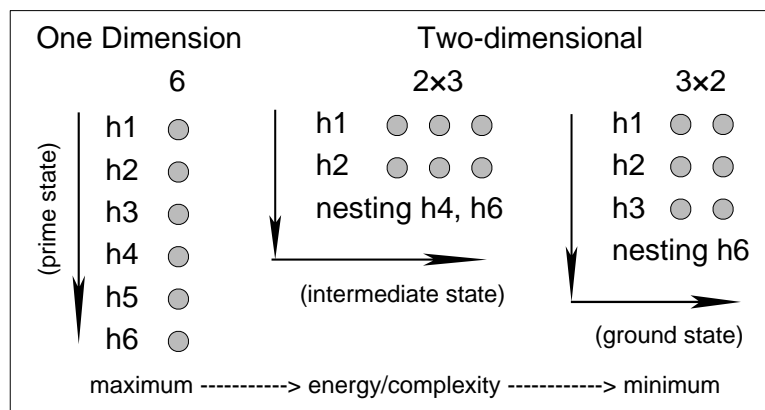 One Dimension
6
h1
h2
h3
h4
h5
h6
(prime state)
Two-dimensional
2×3
h1
h2
nesting h4, h6
(intermediate state)
3×2
h1
h2
h3
nesting h6
(ground state)
maximum -----------> energy/complexity -----------> minimum